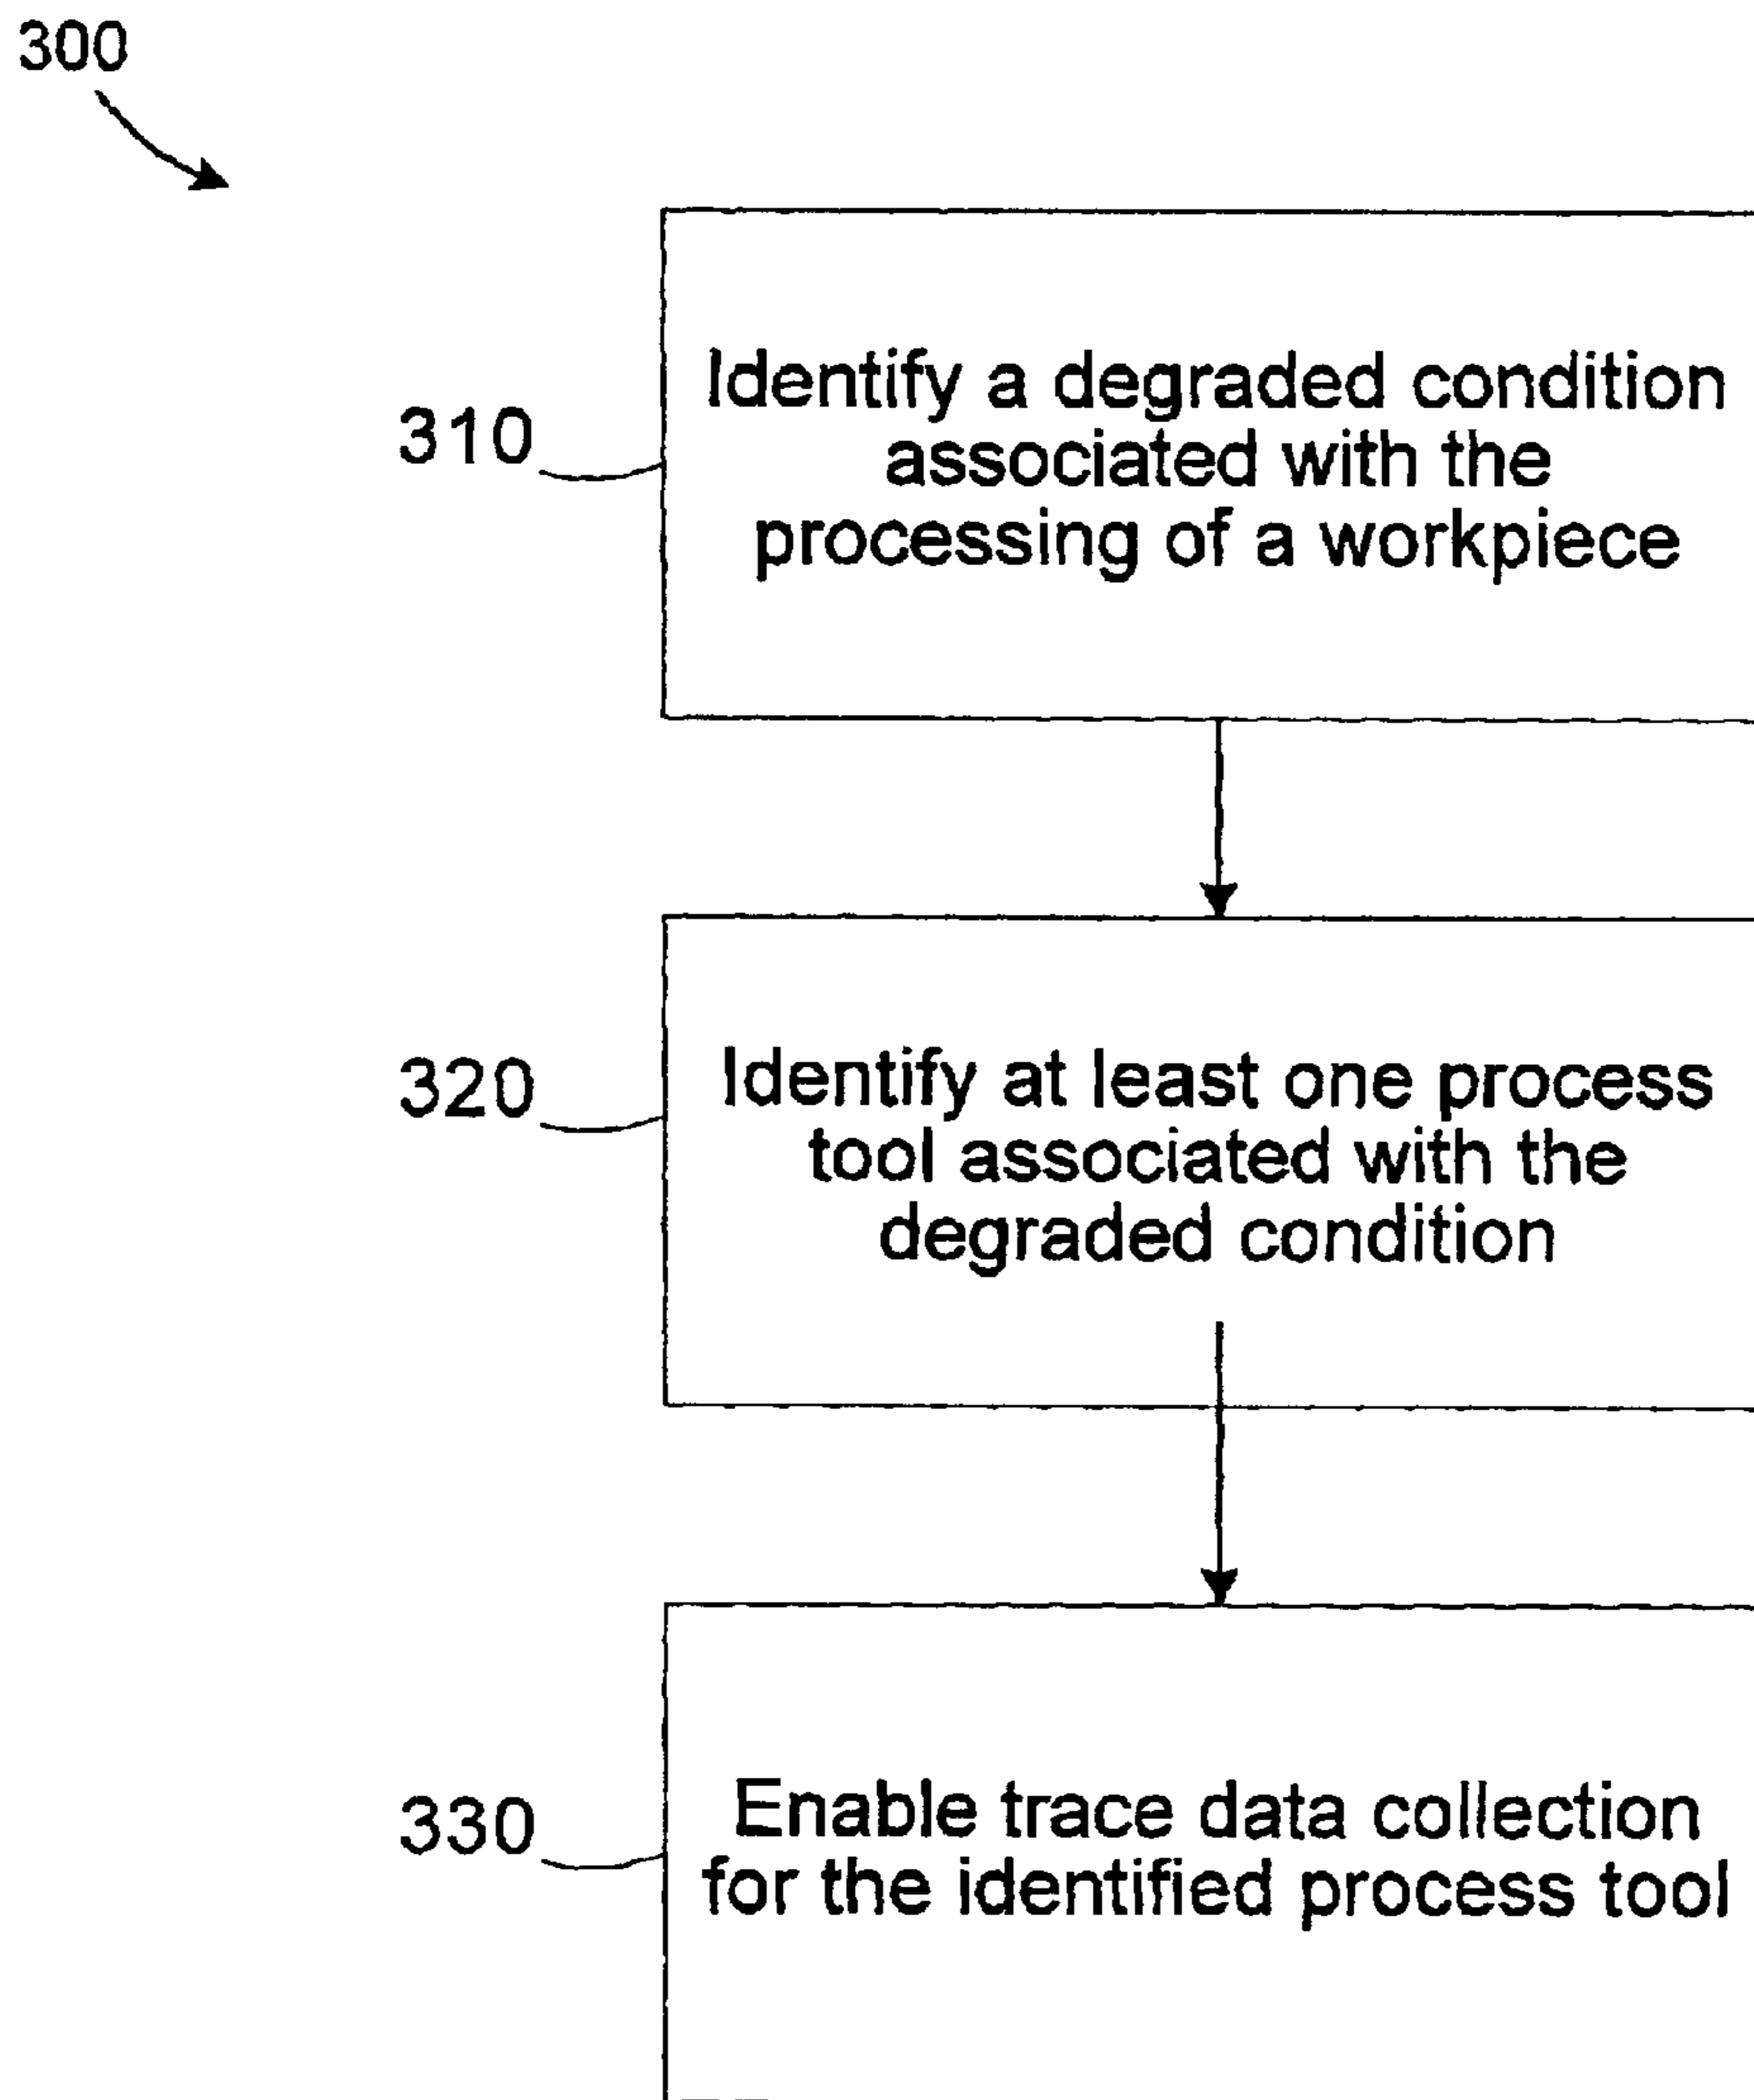 300
310
Identify a degraded condition
associated with the
processing of a workpiece
320
Identify at least one process
tool associated with the
degraded condition
330
Enable trace data collection
for the identified process tool